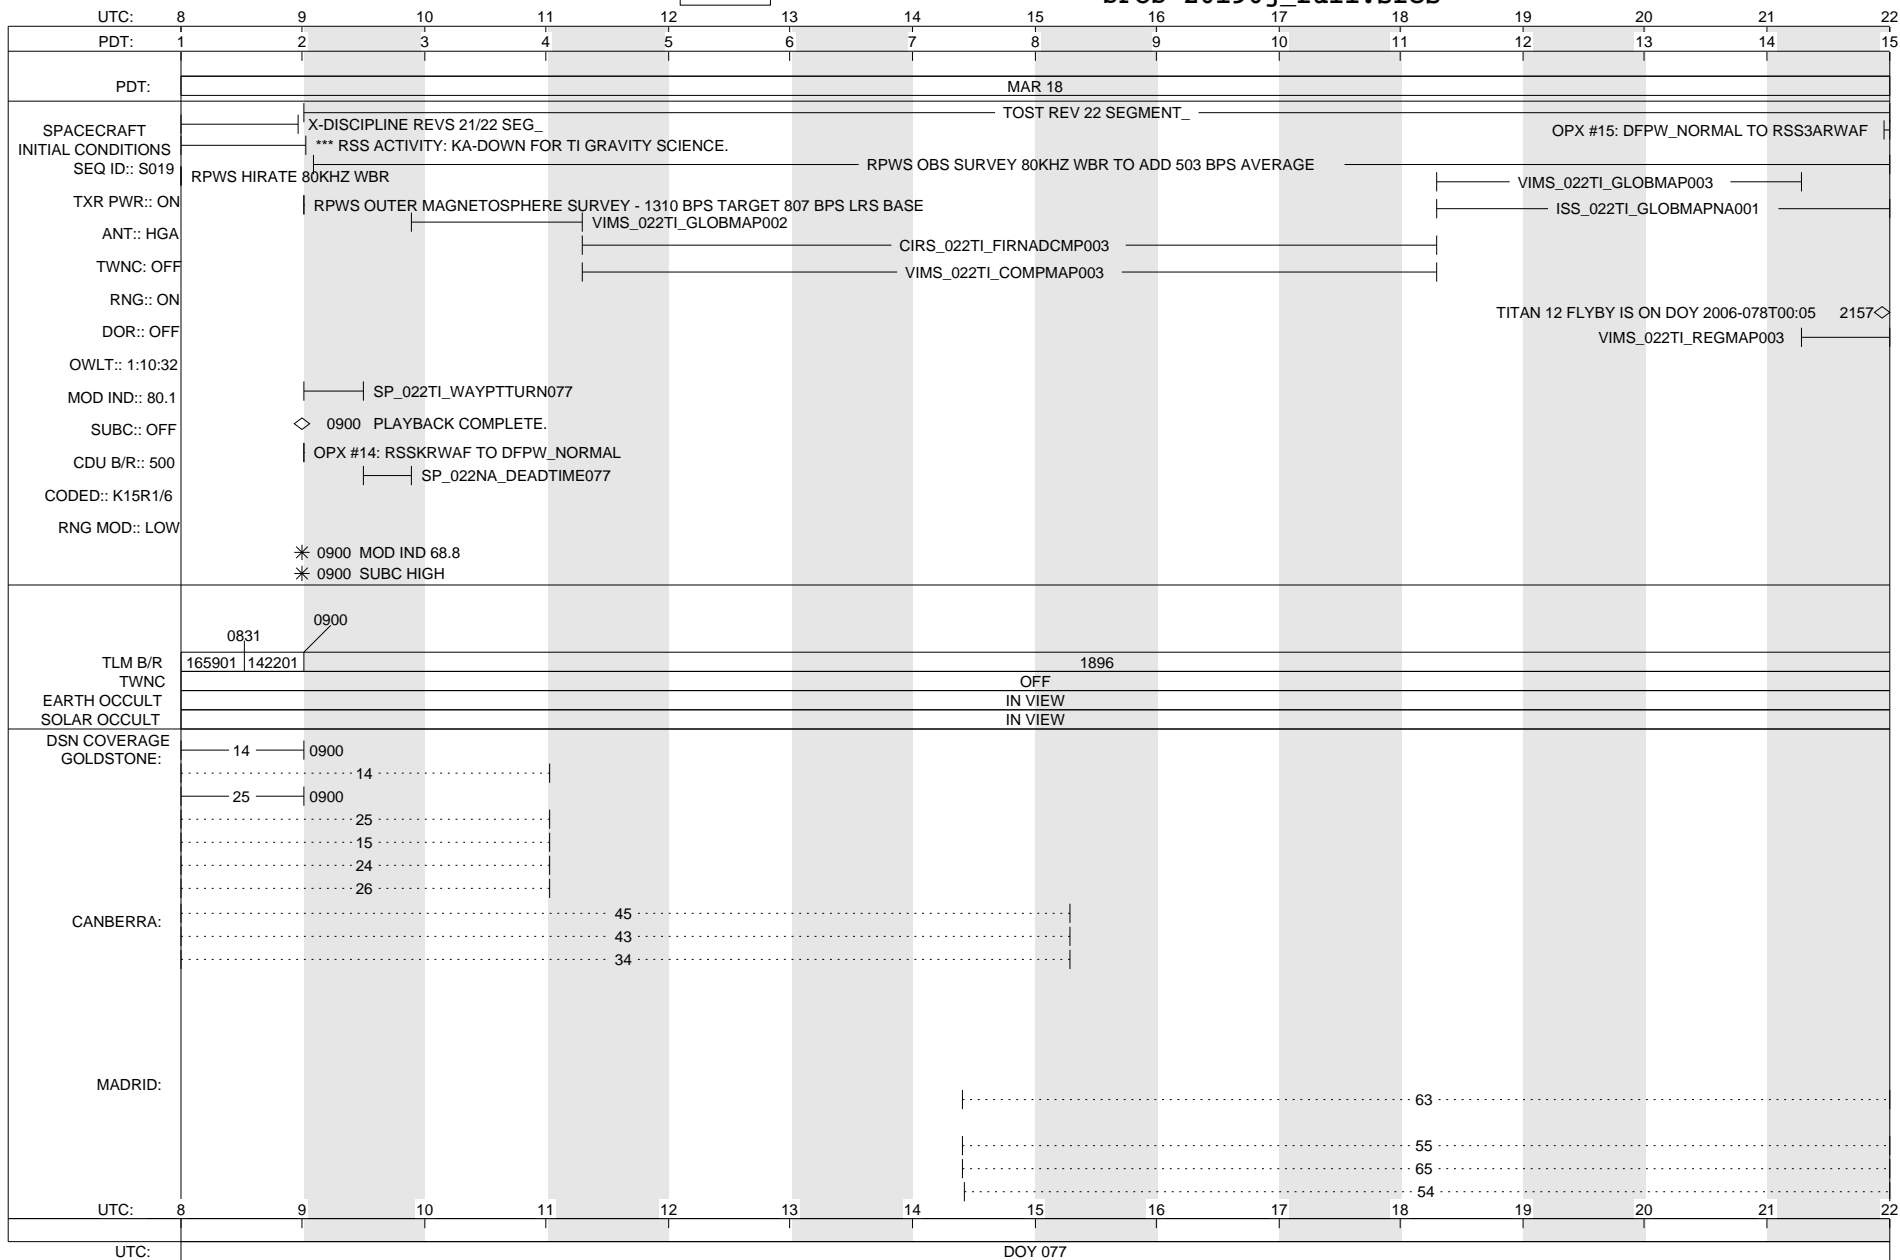 UTC: 8 9 10 11 12 13 14 15 16 17 18 19 20 21 22
PDT: 1 2 3 4 5 6 7 8 9 10 11 12 13 14 15
PDT: MAR 18
TOST REV 22 SEGMENT_
X-DISCIPLINE REVS 21/22 SEG_
SPACECRAFT
INITIAL CONDITIONS
OPX #15: DFPW_NORMAL TO RSS3ARWAF
*** RSS ACTIVITY: KA-DOWN FOR TI GRAVITY SCIENCE.
RPWS OBS SURVEY 80KHZ WBR TO ADD 503 BPS AVERAGE
SEQ ID:: S019
RPWS HIRATE 80KHZ WBR
VIMS_022TI_GLOBMAP003
TXR PWR:: ON
RPWS OUTER MAGNETOSPHERE SURVEY - 1310 BPS TARGET 807 BPS LRS BASE
ISS_022TI_GLOBMAPNA001
VIMS_022TI_GLOBMAP002
ANT:: HGA
CIRS_022TI_FIRNADCMP003
TWNC: OFF
VIMS_022TI_COMPMAP003
RNG:: ON
TITAN 12 FLYBY IS ON DOY 2006-078T00:05 2157
DOR:: OFF
VIMS_022TI_REGMAP003
OWLT:: 1:10:32
MOD IND:: 80.1
SP_022TI_WAYPTTURN077
SUBC:: OFF
0900 PLAYBACK COMPLETE.
OPX #14: RSSKRWAF TO DFPW_NORMAL
CDU B/R:: 500
SP_022NA_DEADTIME077
CODED:: K15R1/6
RNG MOD:: LOW
0900 MOD IND 68.8
0900 SUBC HIGH
0900
0831
TLM B/R 165901 142201 1896
TWNC OFF
EARTH OCCULT IN VIEW
SOLAR OCCULT IN VIEW
DSN COVERAGE
GOLDSTONE:
14 0900
14
25 0900
25
15
24
26
CANBERRA:
45
43
34
MADRID:
63
55
65
54
UTC: 8 9 10 11 12 13 14 15 16 17 18 19 20 21 22
UTC: DOY 077